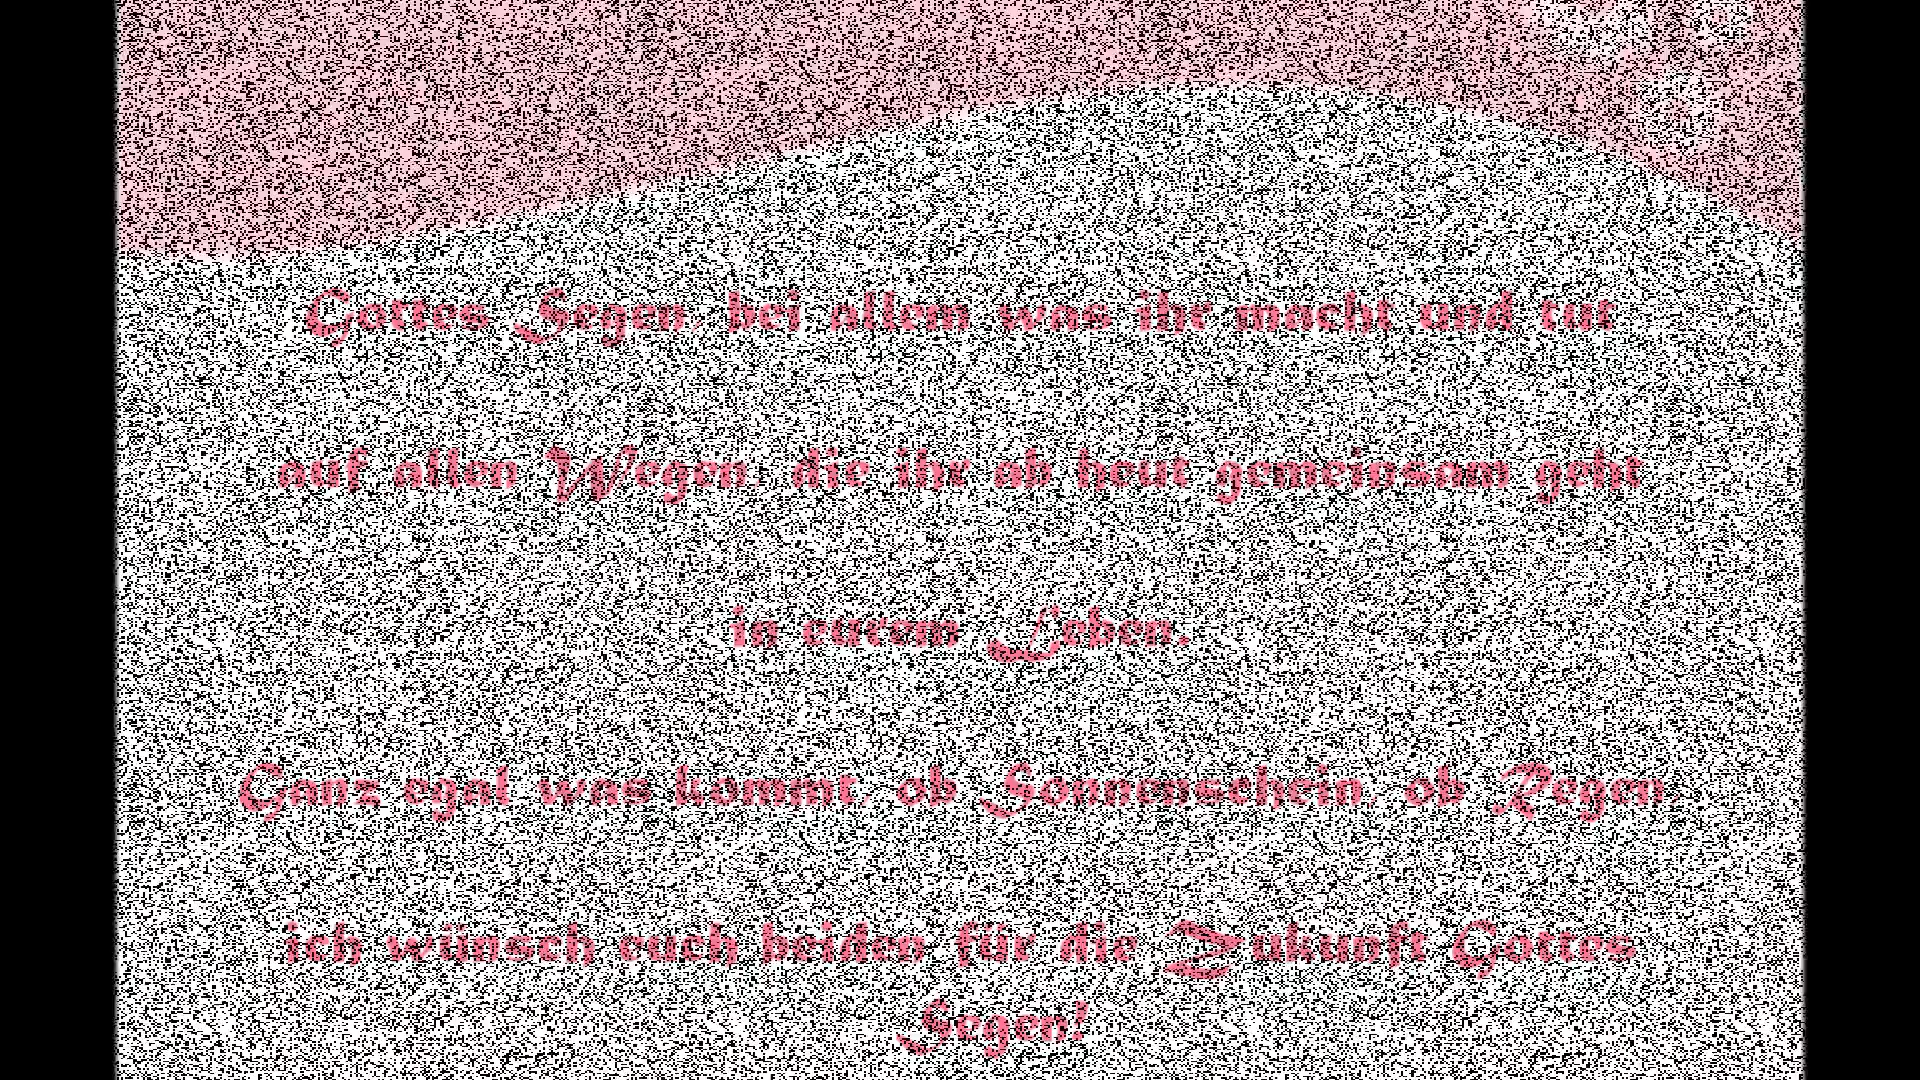 Gottes Segen, bei allem was ihr macht und tut
auf allen Wegen, die ihr ab heut gemeinsam geht
in eurem Leben.
Ganz egal was kommt, ob Sonnenschein, ob Regen
ich wünsch euch beiden für die Zukunft Gottes
Segen!